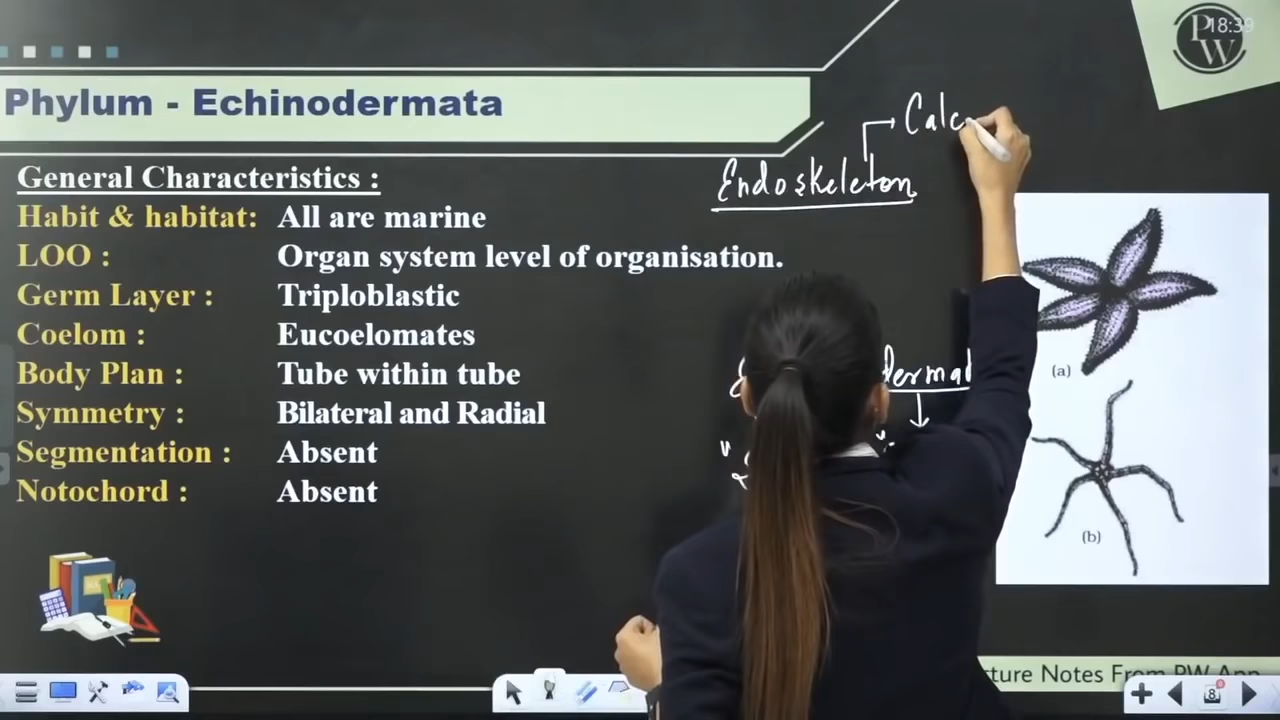 18:39
PW
Phylum - Echinodermata
Calc
Endoskeleton
General Characteristics :
Habit & habitat: All are marine
LOO : Organ system level of organisation.
Germ Layer : Triploblastic
Coelom : Eucoelomates
Body Plan : Tube within tube
Symmetry : Bilateral and Radial
Segmentation : Absent
Notochord : Absent
(a)
(b)
Notes From PW App
8